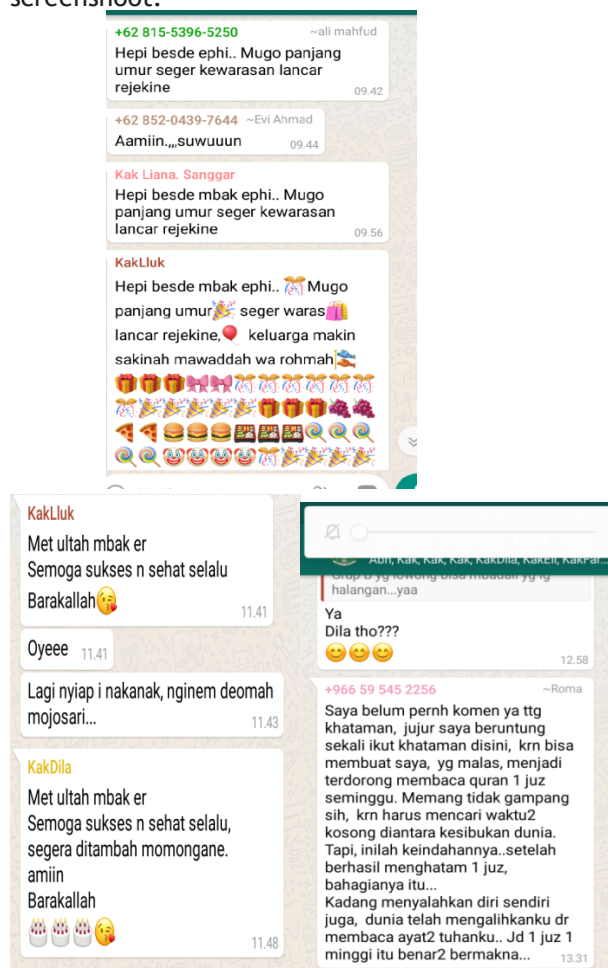 screenshoot:
+62 815-5396-5250 ~ali mahfud
Hepi besde ephi.. Mugo panjang
umur seger kewarasan lancar
rejekine 09.42
+62 852-0439-7644 ~Evi Ahmad
Aamiin.,,,suwuuun 09.44
Kak Liana. Sanggar
Hepi besde mbak ephi.. Mugo
panjang umur seger kewarasan
lancar rejekine 09.56
KakLluk
Hepi besde mbak ephi.. 🎊 Mugo
panjang umur🎉 seger waras🛍️
lancar rejekine,🎈 keluarga makin
sakinah mawaddah wa rohmah🎏
🎁🎁🎁🎀🎀🎊🎊🎊🎊🎊🎊
🎊🎉🎉🎉🎉🎉🎁🎁🎁🍇🍇
🍕🍕🍔🍔🍔🍱🍱🍱🍭🍭🍭
🍭🍭🤡🤡🤡🤡🎊🎉🎉🎉🎉
KakLluk
Met ultah mbak er
Semoga sukses n sehat selalu
Barakallah😘 11.41
Oyeee 11.41
Lagi nyiap i nakanak, nginem deomah
mojosari... 11.43
KakDila
Met ultah mbak er
Semoga sukses n sehat selalu,
segera ditambah momongane.
amiin
Barakallah
🎂🎂🎂😘 11.48
Abh, Kak, Kak, Kak, KakDila, KakEli, KakFar...
Grup B yg lowong bisa mbadali yg lg
halangan...yaa
Ya
Dila tho???
😊😊😊 12.58
+966 59 545 2256 ~Roma
Saya belum pernh komen ya ttg
khataman, jujur saya beruntung
sekali ikut khataman disini, krn bisa
membuat saya, yg malas, menjadi
terdorong membaca quran 1 juz
seminggu. Memang tidak gampang
sih, krn harus mencari waktu2
kosong diantara kesibukan dunia.
Tapi, inilah keindahannya..setelah
berhasil menghatam 1 juz,
bahagianya itu...
Kadang menyalahkan diri sendiri
juga, dunia telah mengalihkanku dr
membaca ayat2 tuhanku.. Jd 1 juz 1
minggi itu benar2 bermakna... 13.31